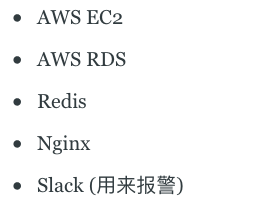 • AWS EC2
• AWS RDS
• Redis
• Nginx
• Slack (用来报警)